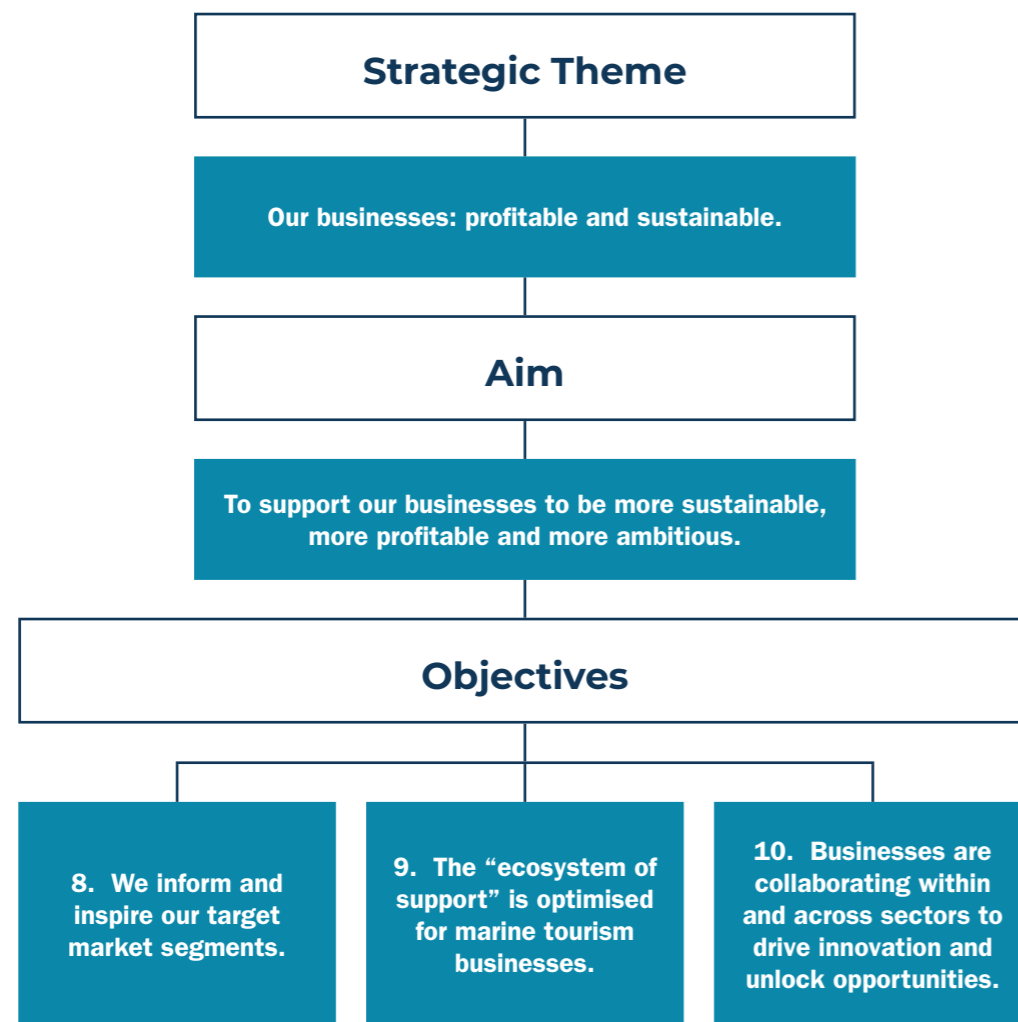 Strategic Theme
Our businesses: profitable and sustainable.
Aim
To support our businesses to be more sustainable,
more profitable and more ambitious.
Objectives
8. We inform and
inspire our target
market segments.
9. The “ecosystem of
support” is optimised
for marine tourism
businesses.
10. Businesses are
collaborating within
and across sectors to
drive innovation and
unlock opportunities.